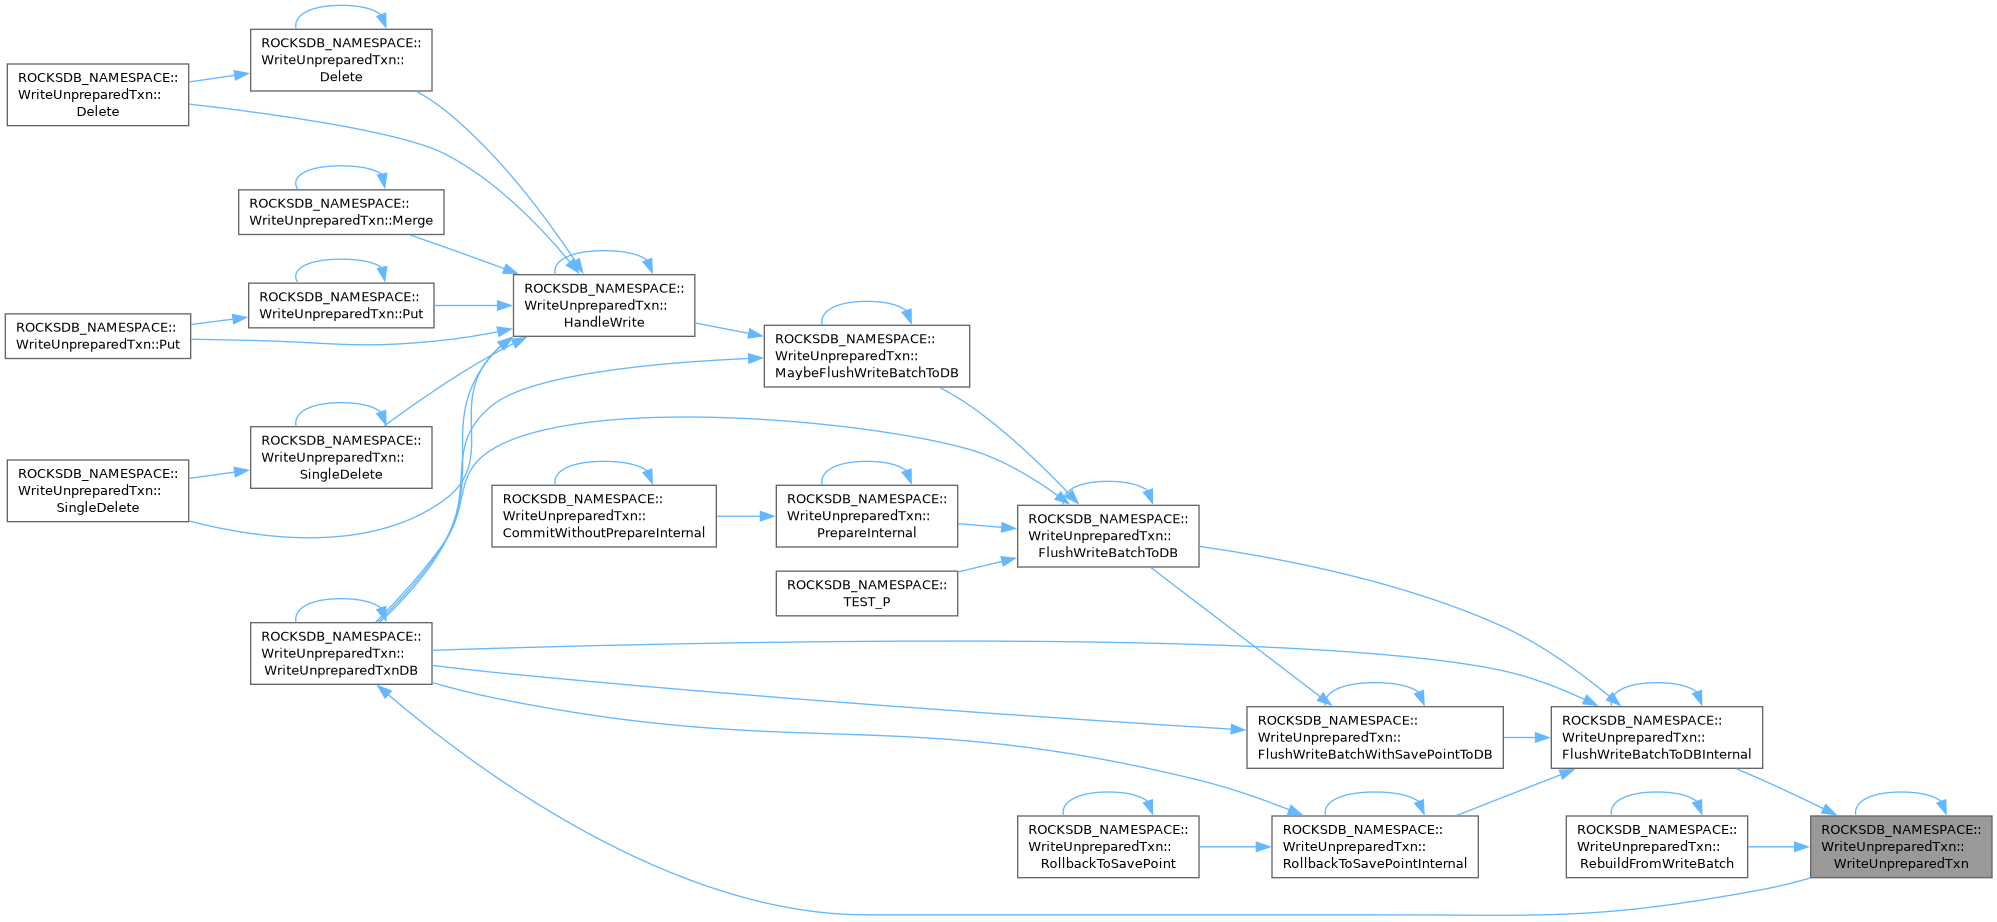 ROCKSDB_NAMESPACE::
WriteUnpreparedTxn::
Delete
ROCKSDB_NAMESPACE::
WriteUnpreparedTxn::
Delete
ROCKSDB_NAMESPACE::
WriteUnpreparedTxn::Merge
ROCKSDB_NAMESPACE::
WriteUnpreparedTxn::Put
ROCKSDB_NAMESPACE::
WriteUnpreparedTxn::Put
ROCKSDB_NAMESPACE::
WriteUnpreparedTxn::
HandleWrite
ROCKSDB_NAMESPACE::
WriteUnpreparedTxn::
MaybeFlushWriteBatchToDB
ROCKSDB_NAMESPACE::
WriteUnpreparedTxn::
SingleDelete
ROCKSDB_NAMESPACE::
WriteUnpreparedTxn::
SingleDelete
ROCKSDB_NAMESPACE::
WriteUnpreparedTxn::
CommitWithoutPrepareInternal
ROCKSDB_NAMESPACE::
WriteUnpreparedTxn::
PrepareInternal
ROCKSDB_NAMESPACE::
WriteUnpreparedTxn::
FlushWriteBatchToDB
ROCKSDB_NAMESPACE::
TEST_P
ROCKSDB_NAMESPACE::
WriteUnpreparedTxn::
WriteUnpreparedTxnDB
ROCKSDB_NAMESPACE::
WriteUnpreparedTxn::
FlushWriteBatchWithSavePointToDB
ROCKSDB_NAMESPACE::
WriteUnpreparedTxn::
FlushWriteBatchToDBInternal
ROCKSDB_NAMESPACE::
WriteUnpreparedTxn::
RollbackToSavePoint
ROCKSDB_NAMESPACE::
WriteUnpreparedTxn::
RollbackToSavePointInternal
ROCKSDB_NAMESPACE::
WriteUnpreparedTxn::
RebuildFromWriteBatch
ROCKSDB_NAMESPACE::
WriteUnpreparedTxn::
WriteUnpreparedTxn